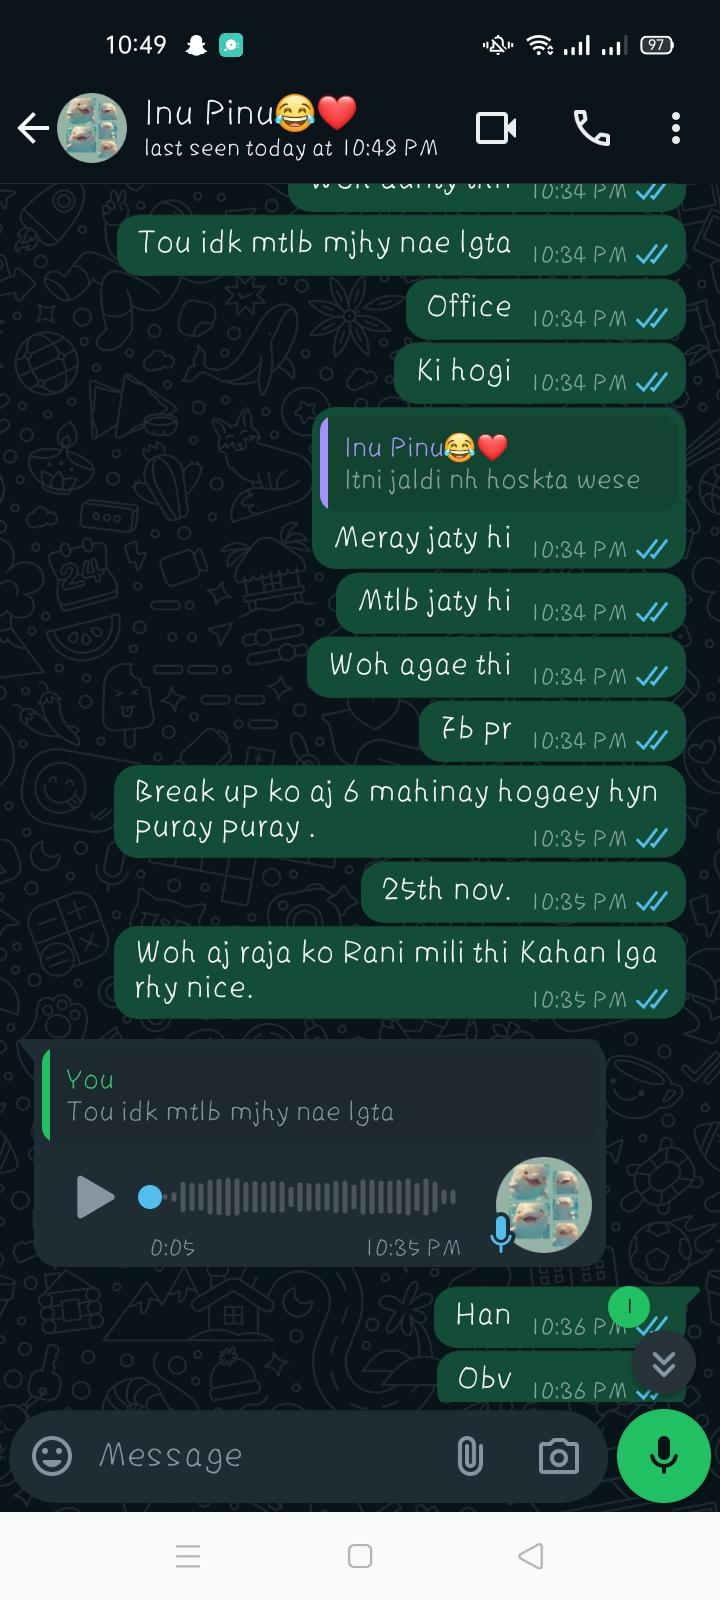 10:49
97
Inu Pinu😂❤️
last seen today at 10:48 PM
10:34 PM
Tou idk mtlb mjhy nae lgta 10:34 PM
Office 10:34 PM
Ki hogi 10:34 PM
Inu Pinu😂❤️
Itni jaldi nh hoskta wese
Meray jaty hi 10:34 PM
Mtlb jaty hi 10:34 PM
Woh agae thi 10:34 PM
7b pr 10:34 PM
Break up ko aj 6 mahinay hogaey hyn
puray puray .
10:35 PM
25th nov. 10:35 PM
Woh aj raja ko Rani mili thi Kahan lga
rhy nice.
10:35 PM
You
Tou idk mtlb mjhy nae lgta
0:05 10:35 PM
1
Han 10:36 PM
Obv 10:36 PM
Message